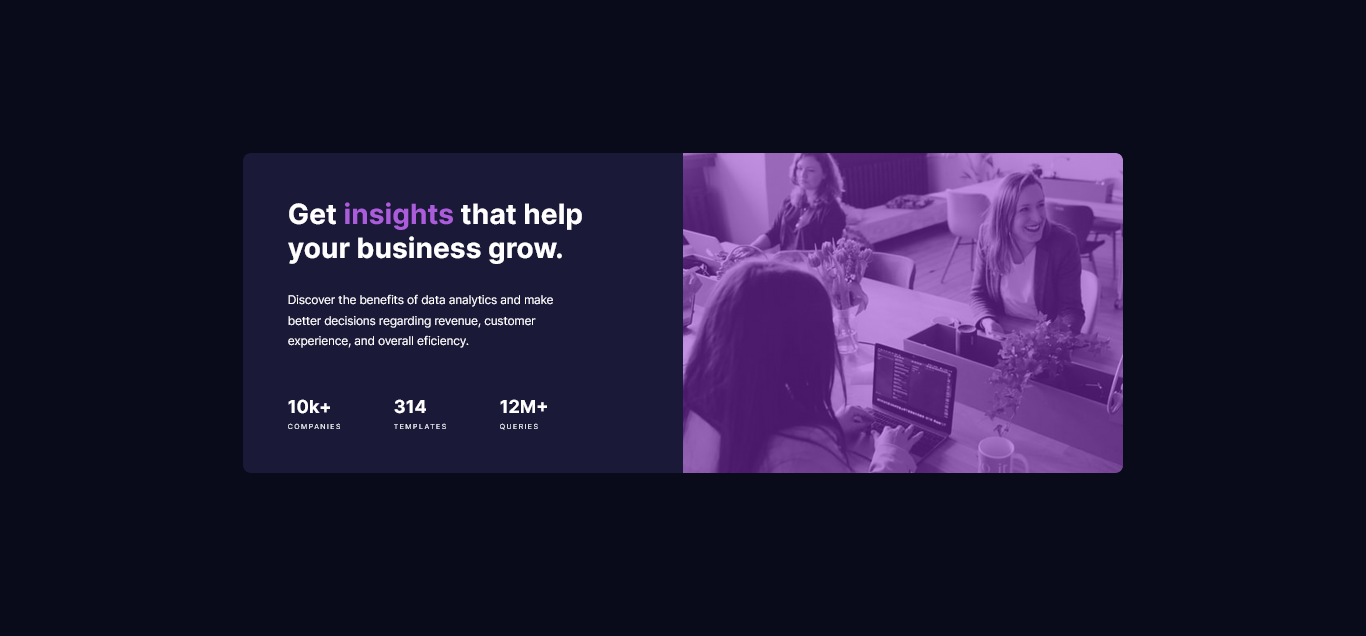 Get insights that help
your business grow.
Discover the benefits of data analytics and make
better decisions regarding revenue, customer
experience, and overall eficiency.
10k+ 314 12M+
COMPANIES TEMPLATES QUERIES